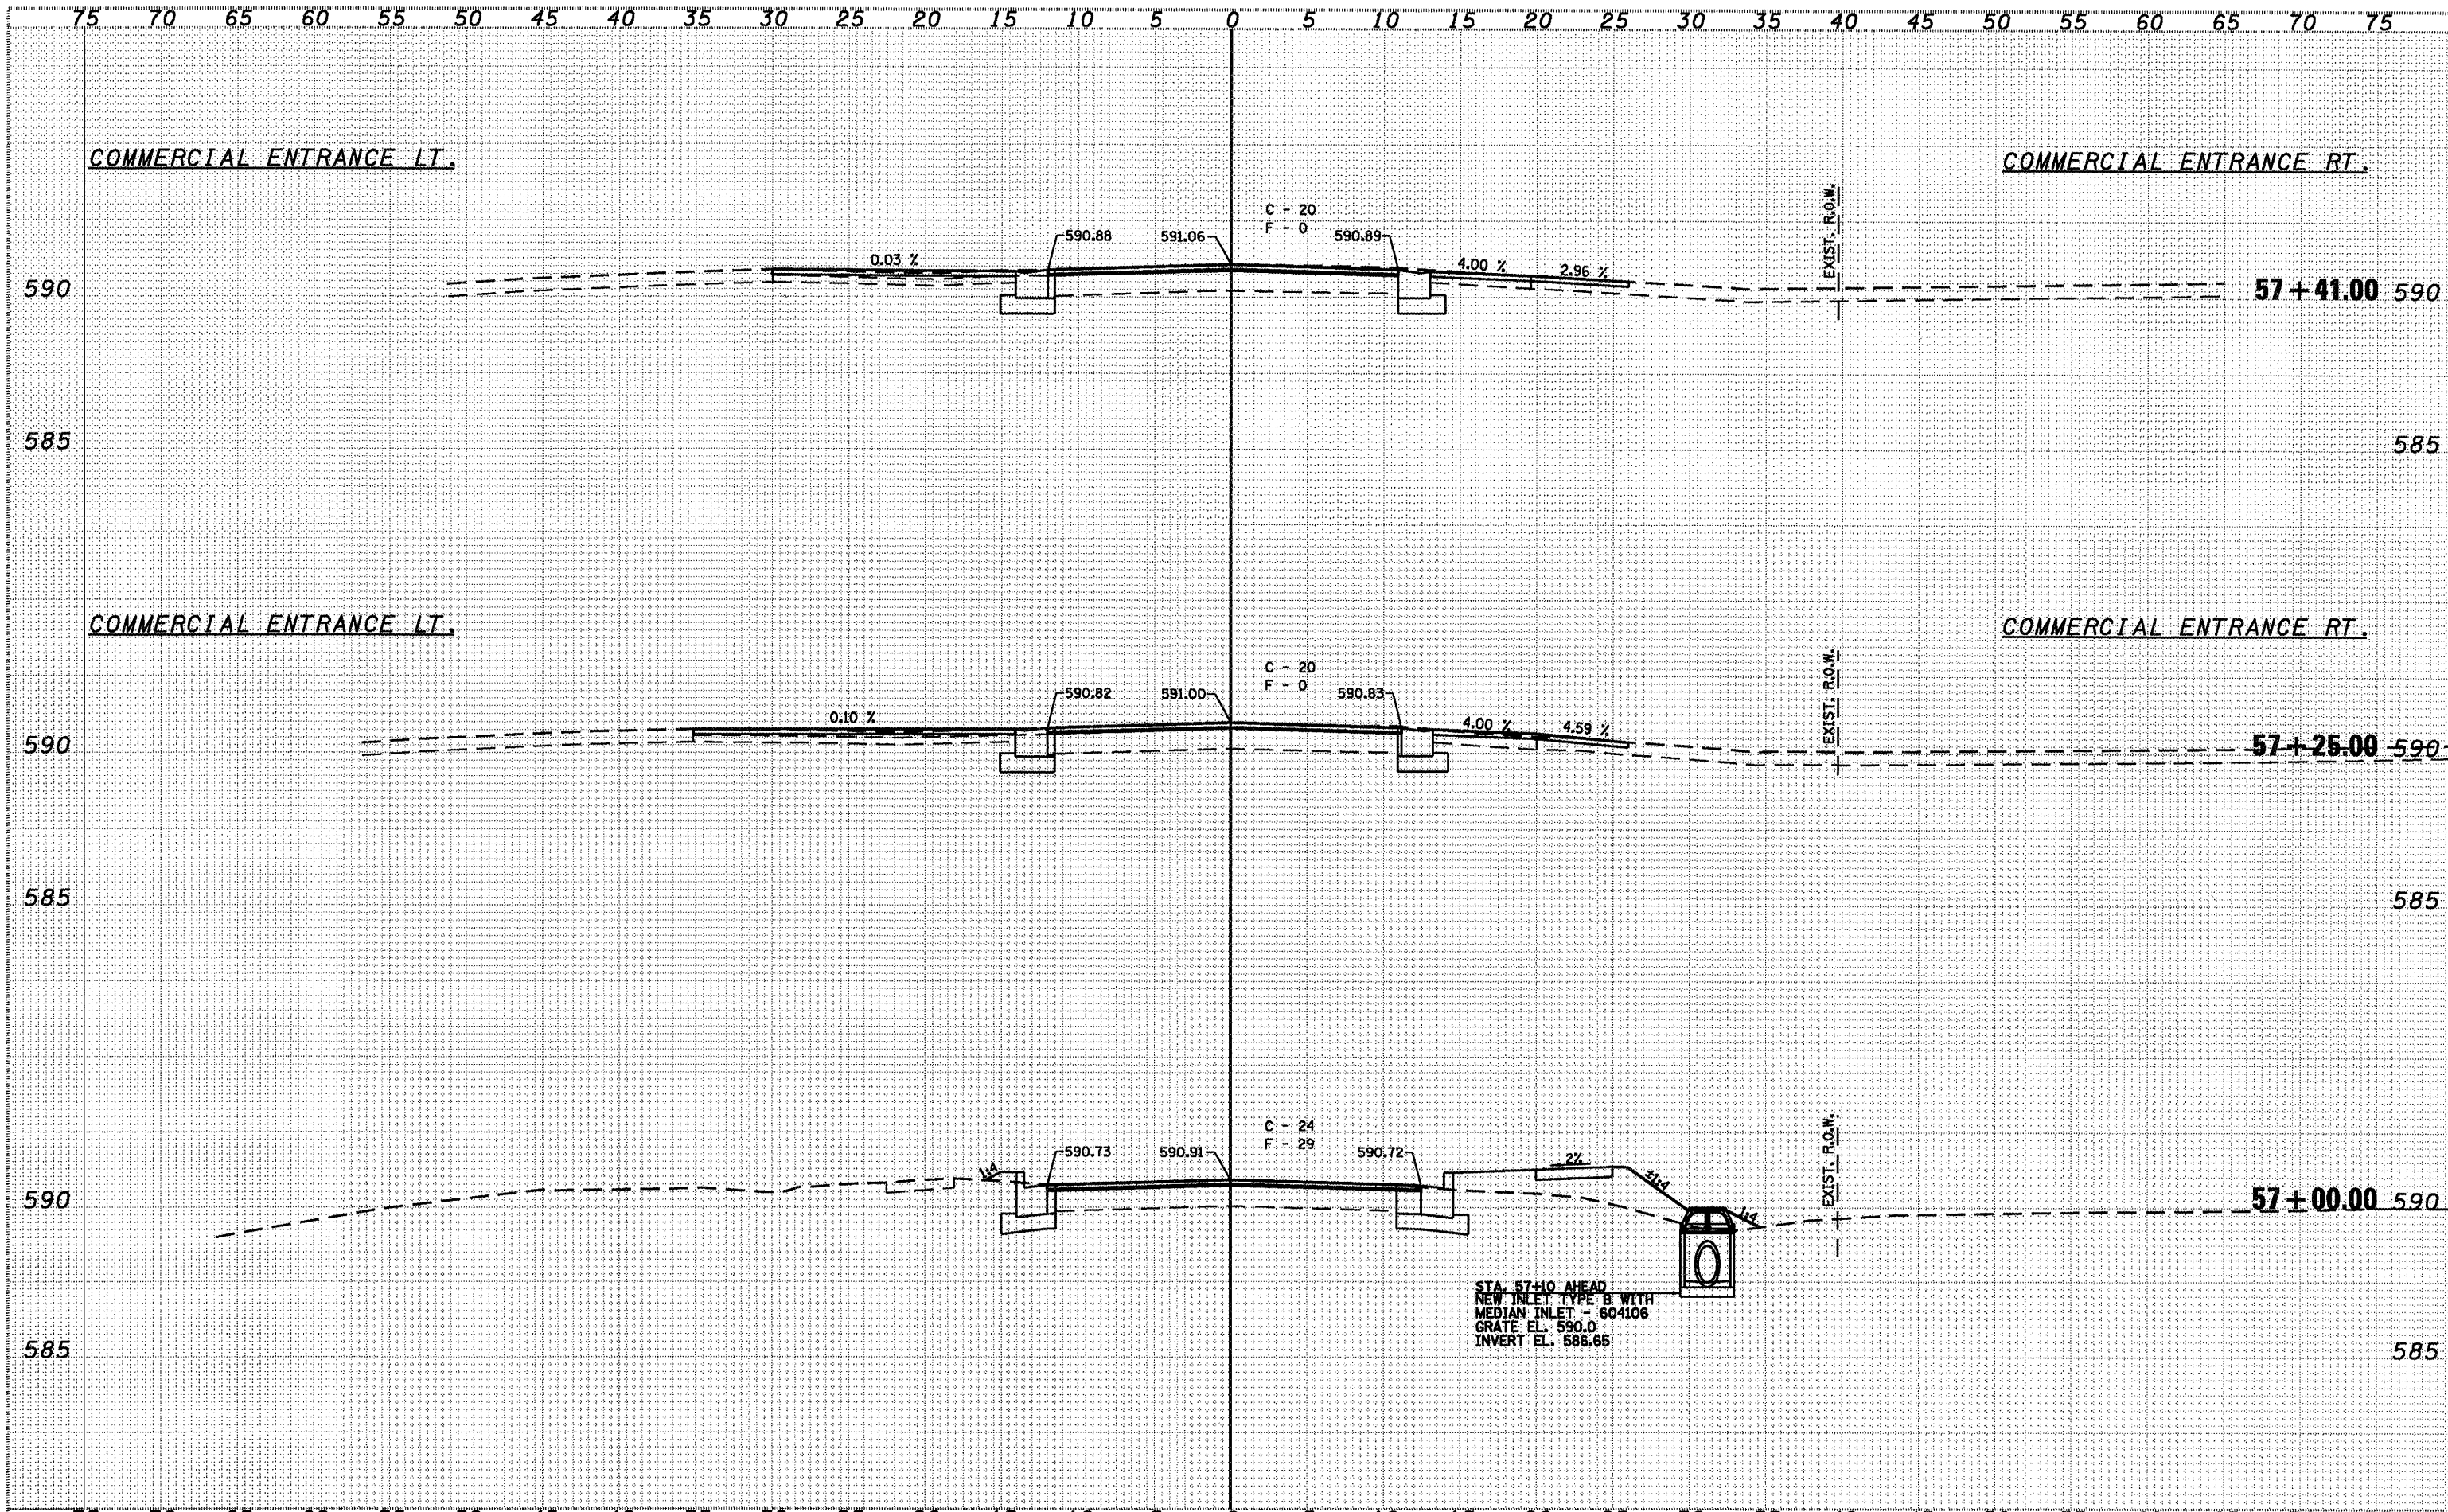 75 70 65 60 55 50 45 40 35 30 25 20 15 10 5 0 5 10 15 20 25 30 35 40 45 50 55 60 65 70 75
COMMERCIAL ENTRANCE LT.
COMMERCIAL ENTRANCE RT.
EXIST. R.O.W.
C - 20
F - 0
590.88
591.06
590.89
0.03 %
4.00 %
2.96 %
590
57+41.00 590
585
585
COMMERCIAL ENTRANCE LT.
COMMERCIAL ENTRANCE RT.
EXIST. R.O.W.
C - 20
F - 0
590.82
591.00
590.83
0.10 %
4.00 %
4.59 %
590
57+25.00 590
585
585
EXIST. R.O.W.
C - 24
F - 29
590.73
590.91
590.72
1:4
2%
±1:4
1:4
590
57+00.00 590
STA. 57+10 AHEAD
NEW INLET TYPE B WITH
MEDIAN INLET - 604106
GRATE EL. 590.0
INVERT EL. 586.65
585
585